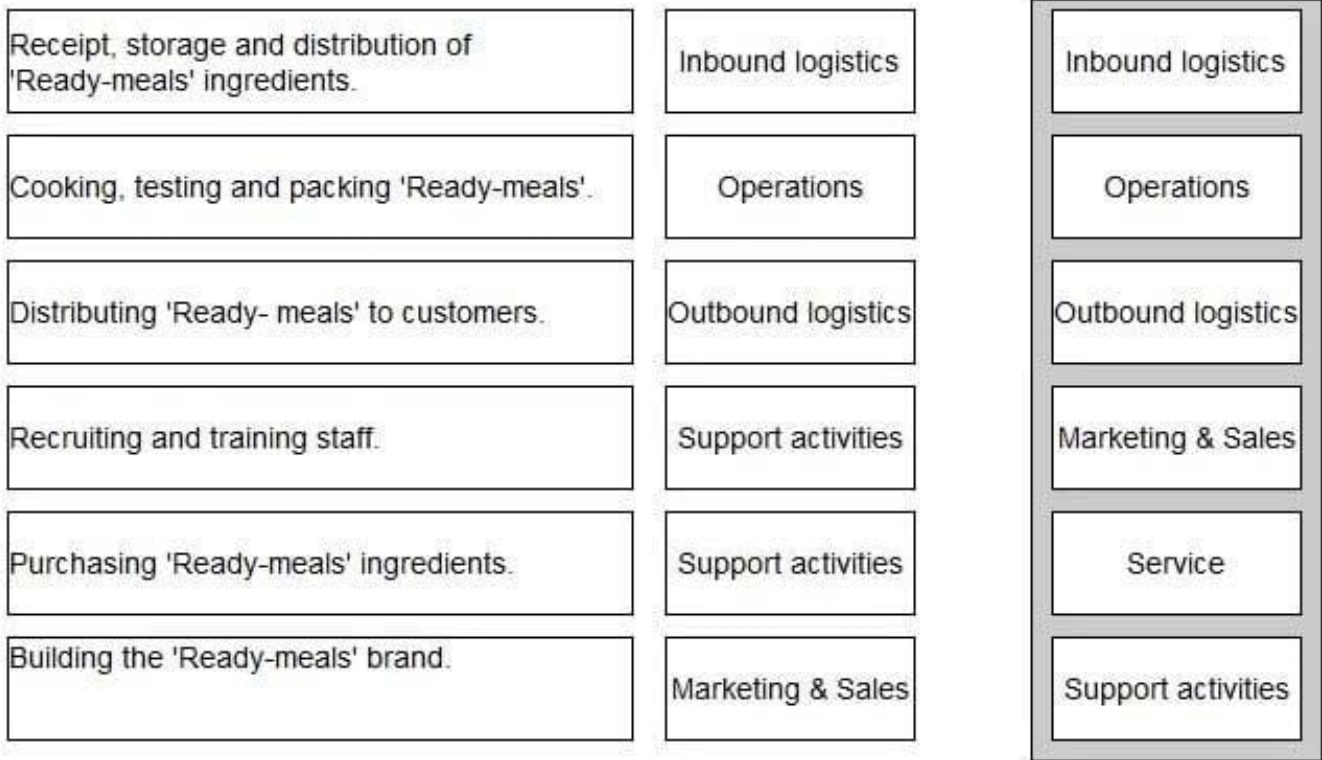 Receipt, storage and distribution of
'Ready-meals' ingredients.
Inbound logistics
Inbound logistics
Cooking, testing and packing 'Ready-meals'.
Operations
Operations
Distributing 'Ready- meals' to customers.
Outbound logistics
Outbound logistics
Recruiting and training staff.
Support activities
Marketing & Sales
Purchasing 'Ready-meals' ingredients.
Support activities
Service
Building the 'Ready-meals' brand.
Marketing & Sales
Support activities